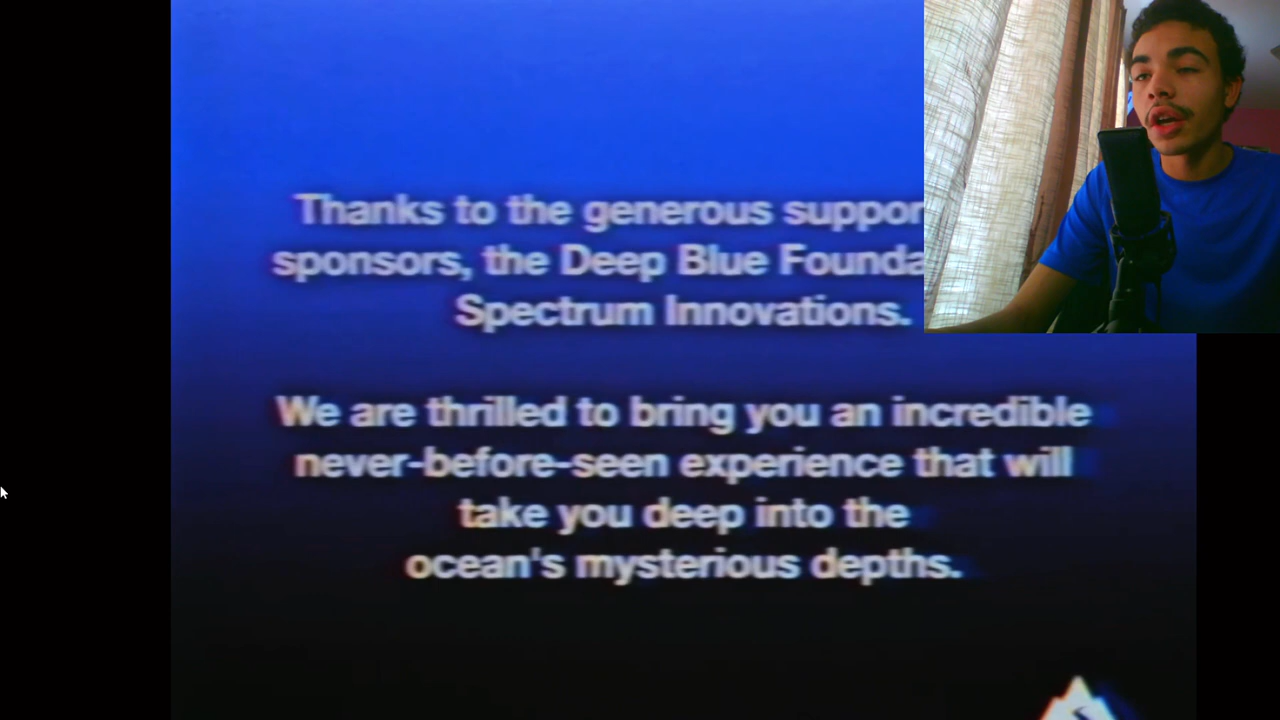 Thanks to the generous suppor
sponsors, the Deep Blue Founda
Spectrum Innovations.
We are thrilled to bring you an incredible
never-before-seen experience that will
take you deep into the
ocean's mysterious depths.